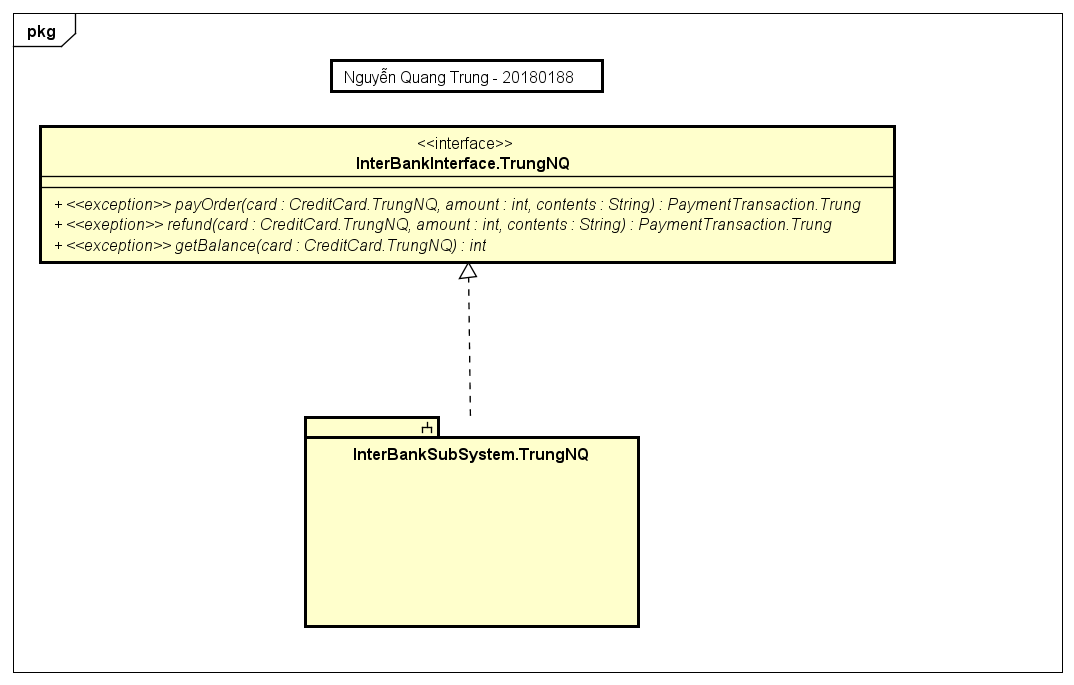 pkg
Nguyễn Quang Trung - 20180188
<<interface>>
InterBankInterface.TrungNQ
+ <<exception>> payOrder(card : CreditCard.TrungNQ, amount : int, contents : String) : PaymentTransaction.Trung
+ <<exeption>> refund(card : CreditCard.TrungNQ, amount : int, contents : String) : PaymentTransaction.Trung
+ <<exception>> getBalance(card : CreditCard.TrungNQ) : int
InterBankSubSystem.TrungNQ